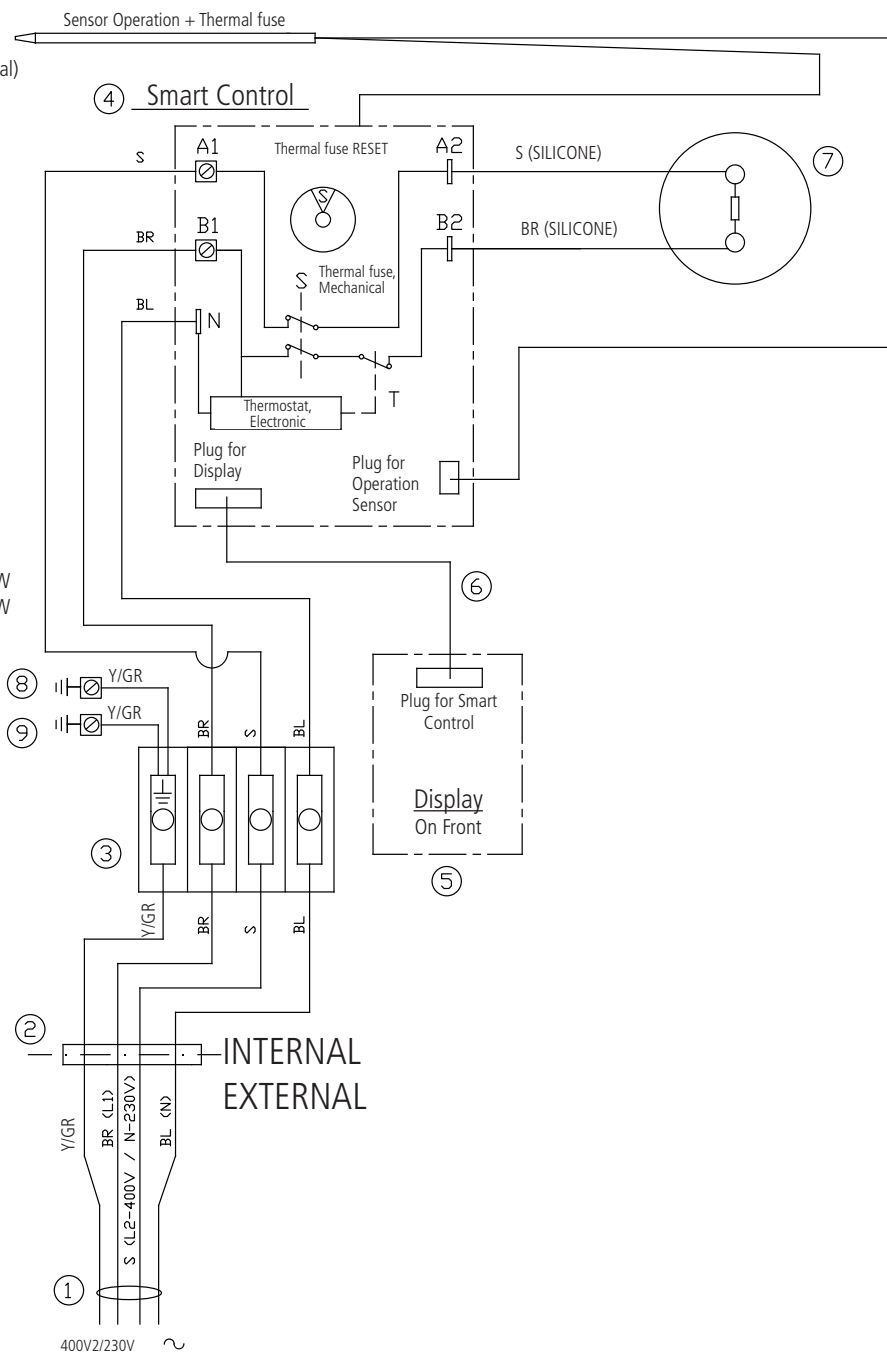 Sensor Operation + Thermal fuse
al)
4 Smart Control
A1
Thermal fuse RESET
A2
S
S (SILICONE)
7
S
B1
B2
BR
BR (SILICONE)
Thermal fuse,
Mechanical
S
BL
N
T
Thermostat,
Electronic
Plug for
Display
Plug for
Operation
Sensor
W
W
6
8
Y/GR
9
Y/GR
Plug for Smart
Control
BR
S
BL
Display
On Front
3
5
Y/GR
BR
S
BL
2
INTERNAL
EXTERNAL
Y/GR
BR (L1)
S (L2-400V / N-230V)
BL (N)
1
400V2/230V ~